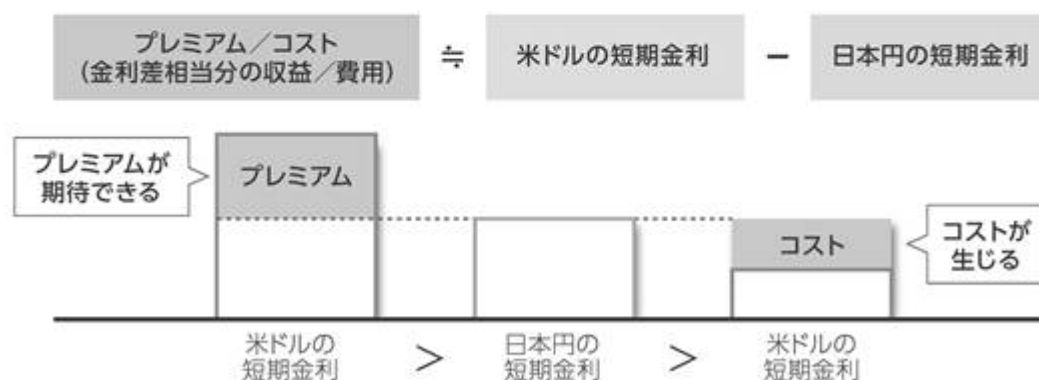 プレミアム／コスト
（金利差相当分の収益／費用）
≒
米ドルの短期金利
−
日本円の短期金利
プレミアムが
期待できる
プレミアム
コスト
コストが
生じる
米ドルの
短期金利
＞
日本円の
短期金利
＞
米ドルの
短期金利